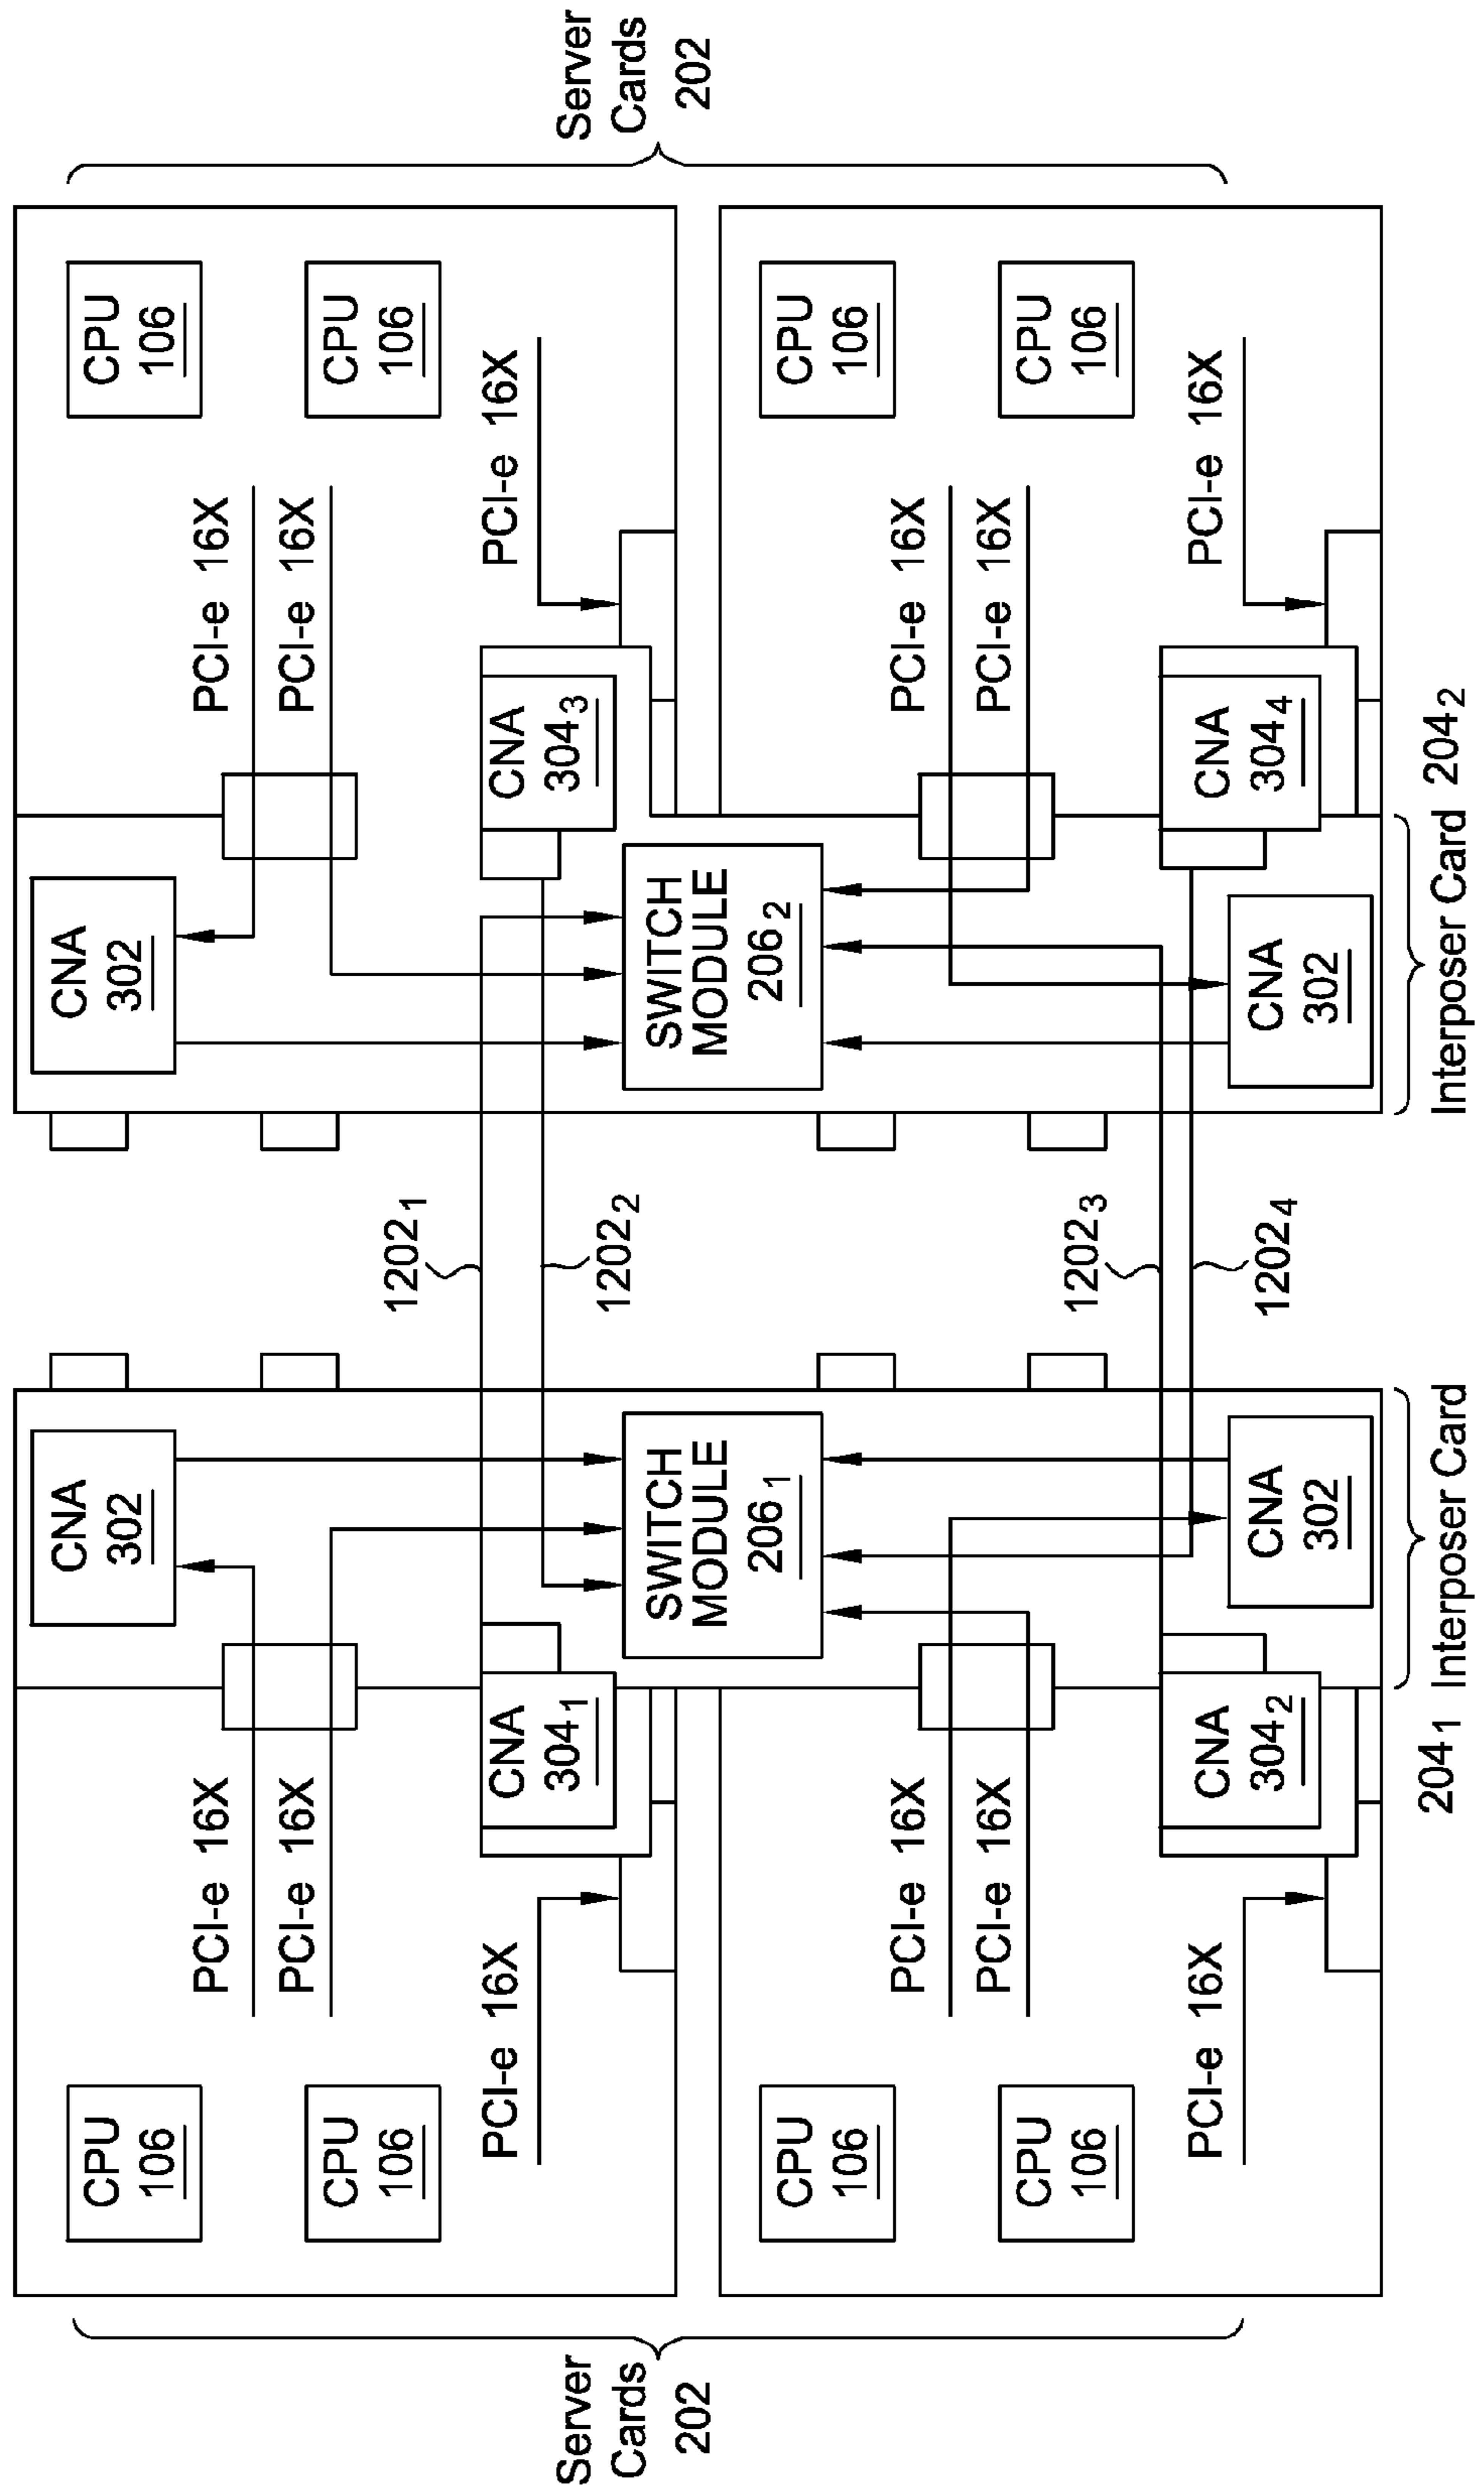 Server
Cards
202
CPU
106
CPU
106
PCI-e 16X
PCI-e 16X
PCI-e 16X
CNA
304₁
CNA
302
SWITCH
MODULE
206₁
1202₁
1202₂
CNA
302
SWITCH
MODULE
206₂
CNA
304₃
PCI-e 16X
PCI-e 16X
PCI-e 16X
CPU
106
CPU
106
Server
Cards
202
CPU
106
CPU
106
PCI-e 16X
PCI-e 16X
PCI-e 16X
CNA
304₂
CNA
302
1202₃
1202₄
CNA
302
CNA
304₄
PCI-e 16X
PCI-e 16X
PCI-e 16X
CPU
106
CPU
106
204₁ Interposer Card
Interposer Card 204₂